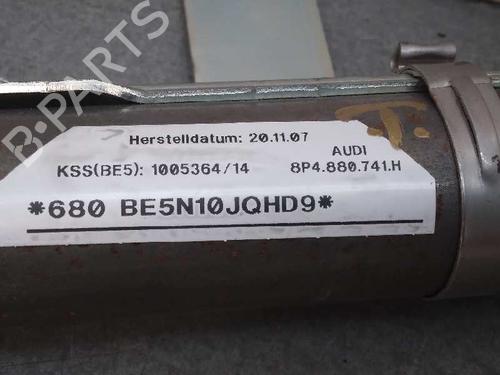 B-PARTS
Herstelldatum: 20.11.07
KSS(BE5): 1005364/14
AUDI
8P4.880.741.H
*680 BE5N10JQHD9*